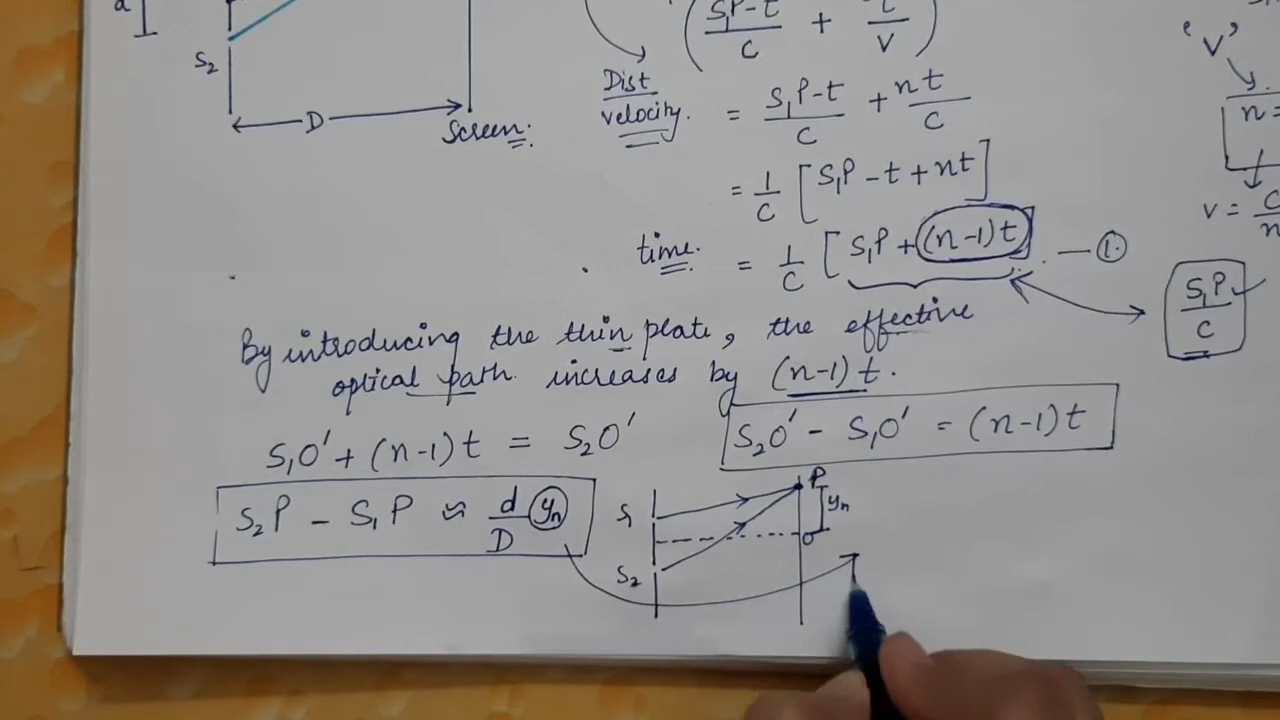 d
S₂
D
Screen:
Dist
velocity.
( (S₁P-t)/c + t/v )
= (S₁P-t)/c + nt/c
= 1/c [S₁P - t + nt]
time. = 1/c [S₁P + (n-1)t] . — ①
'v'
n =
v = c/n
S₁P/c
By introducing the thin plate, the effective
optical path increases by (n-1)t.
S₁O' + (n-1)t = S₂O'
S₂O' - S₁O' = (n-1)t
S₂P - S₁P ≈ d/D yₙ
S₁
S₂
P
yₙ
O